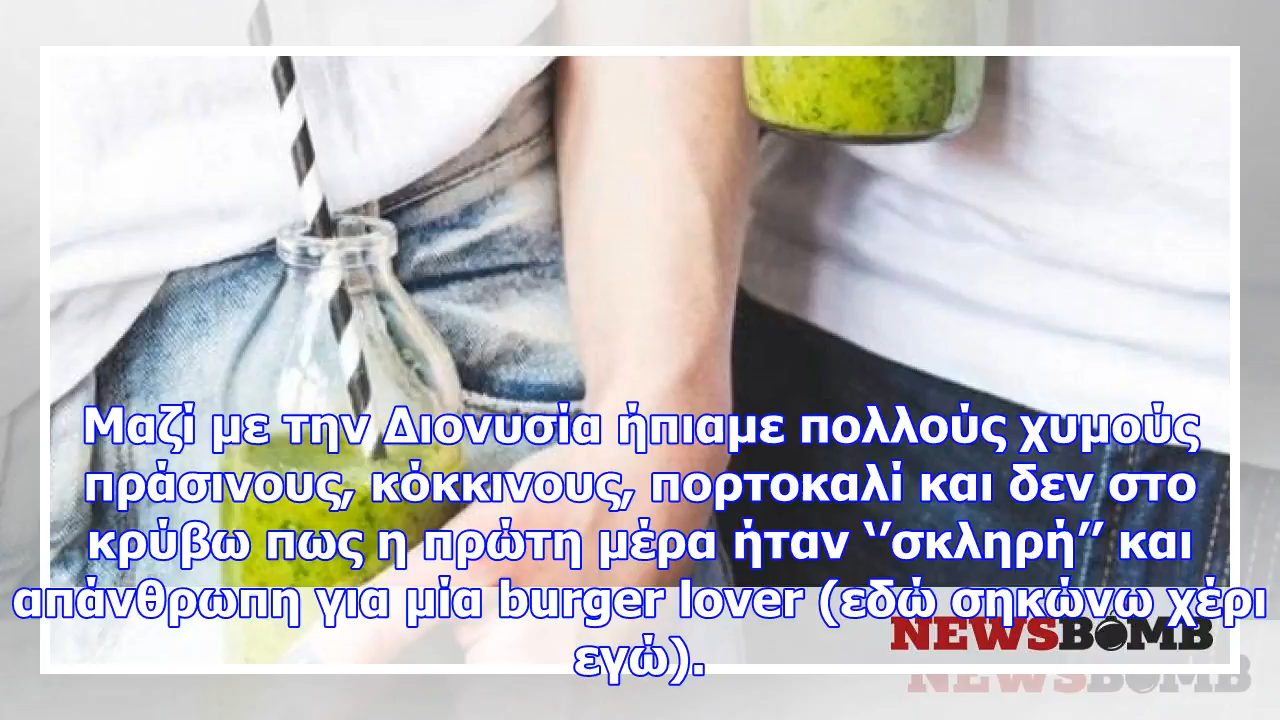 Μαζί με την Διονυσία ήπιαμε πολλούς χυμούς
πράσινους, κόκκινους, πορτοκαλί και δεν στο
κρύβω πως η πρώτη μέρα ήταν ‘’σκληρή’’ και
απάνθρωπη για μία burger lover (εδώ σηκώνω χέρι
εγώ).
NEWSBOMB
NEWSBOMB